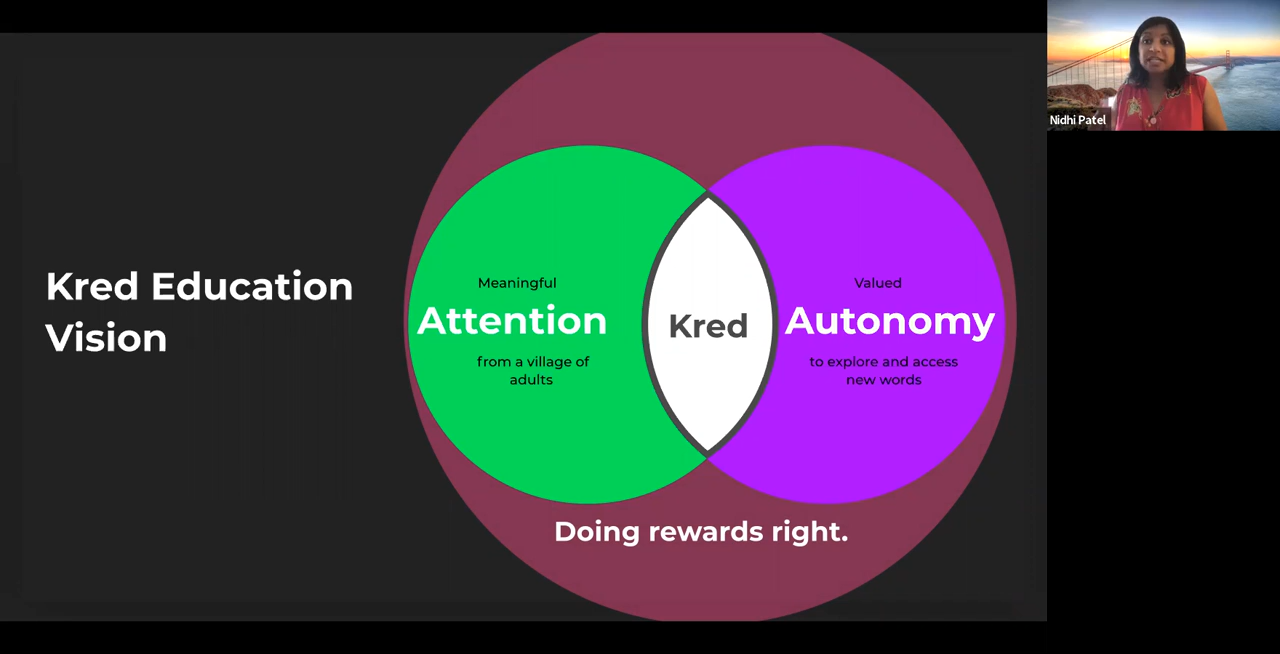 Kred Education
Vision
Meaningful
Attention
from a village of
adults
Kred
Valued
Autonomy
to explore and access
new words
Doing rewards right.
Nidhi Patel